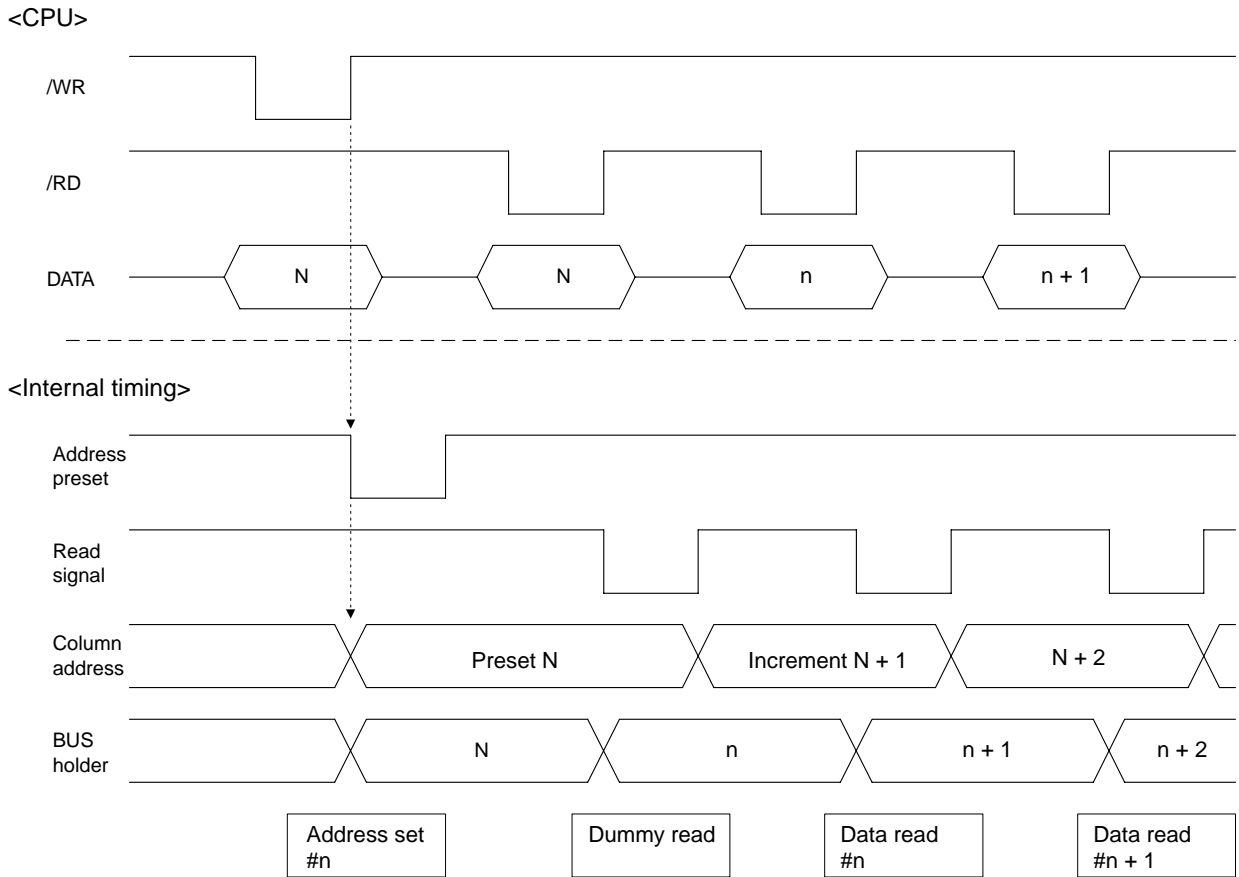 <CPU>
/WR
/RD
DATA N N n n + 1
<Internal timing>
Address
preset
Read
signal
Column
address Preset N Increment N + 1 N + 2
BUS
holder N n n + 1 n + 2
Address set
#n
Dummy read
Data read
#n
Data read
#n + 1